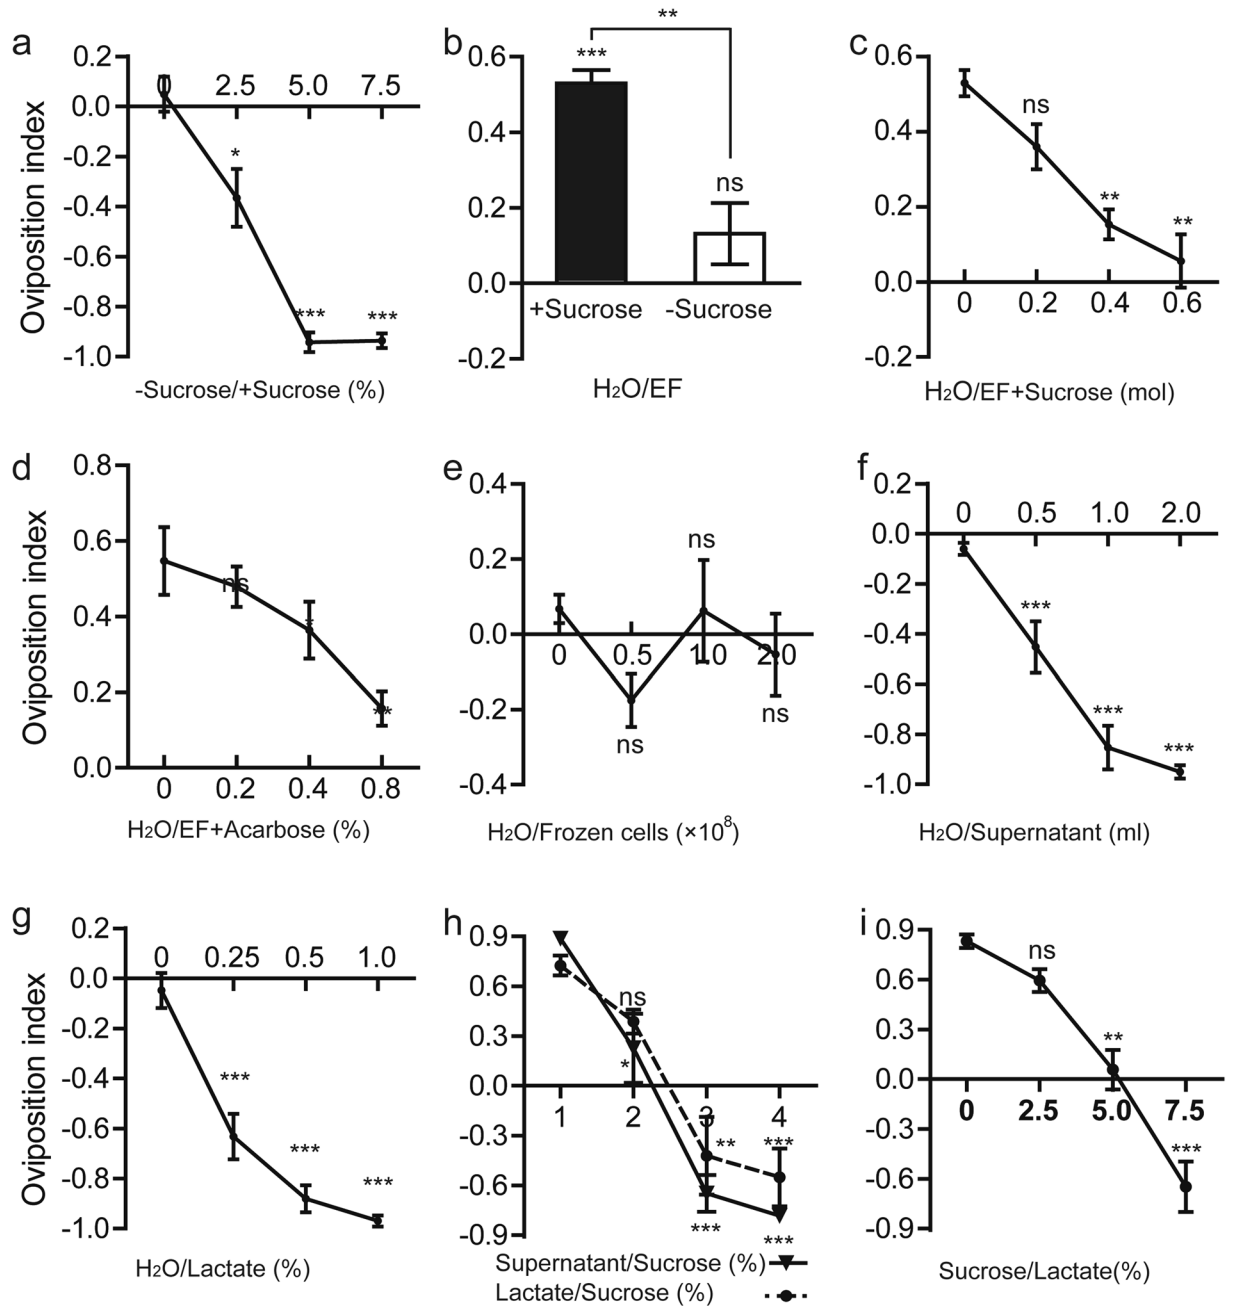 a
Oviposition index
0.2
0.0
-0.2
-0.4
-0.6
-0.8
-1.0
0 2.5 5.0 7.5
*
***
***
-Sucrose/+Sucrose (%)
b
0.6
0.4
0.2
0.0
-0.2
**
***
ns
+Sucrose -Sucrose
H2O/EF
c
0.6
0.4
0.2
0.0
-0.2
ns
**
**
0 0.2 0.4 0.6
H2O/EF+Sucrose (mol)
d
Oviposition index
0.8
0.6
0.4
0.2
0.0
ns
*
**
0 0.2 0.4 0.8
H2O/EF+Acarbose (%)
e
0.4
0.2
0.0
-0.2
-0.4
ns
0 0.5 1.0 2.0
ns
ns
H2O/Frozen cells (×10⁸)
f
0.2
0.0
-0.2
-0.4
-0.6
-0.8
-1.0
0 0.5 1.0 2.0
***
***
***
H2O/Supernatant (ml)
g
Oviposition index
0.2
0.0
-0.2
-0.4
-0.6
-0.8
-1.0
0 0.25 0.5 1.0
***
***
***
H2O/Lactate (%)
h
0.9
0.6
0.3
0.0
-0.3
-0.6
-0.9
ns
*
1 2 3 4
** ***
***
***
Supernatant/Sucrose (%)
Lactate/Sucrose (%)
i
0.9
0.6
0.3
0.0
-0.3
-0.6
-0.9
ns
**
0 2.5 5.0 7.5
***
Sucrose/Lactate(%)